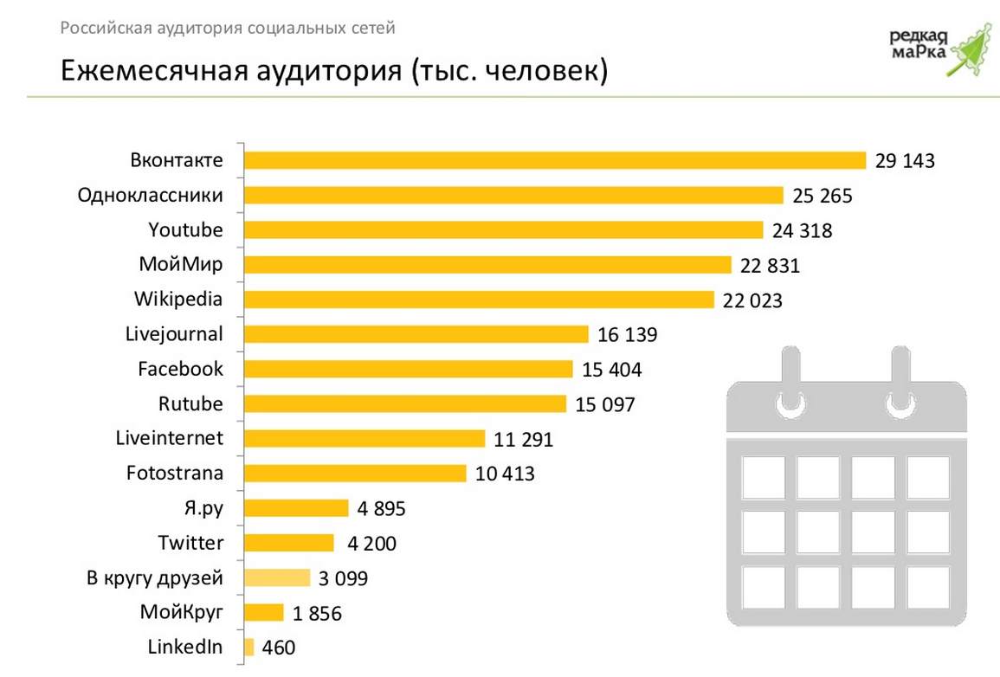 Российская аудитория социальных сетей
Ежемесячная аудитория (тыс. человек)
редкая
маРка
Вконтакте 29 143
Одноклассники 25 265
Youtube 24 318
МойМир 22 831
Wikipedia 22 023
Livejournal 16 139
Facebook 15 404
Rutube 15 097
Liveinternet 11 291
Fotostrana 10 413
Я.ру 4 895
Twitter 4 200
В кругу друзей 3 099
МойКруг 1 856
LinkedIn 460